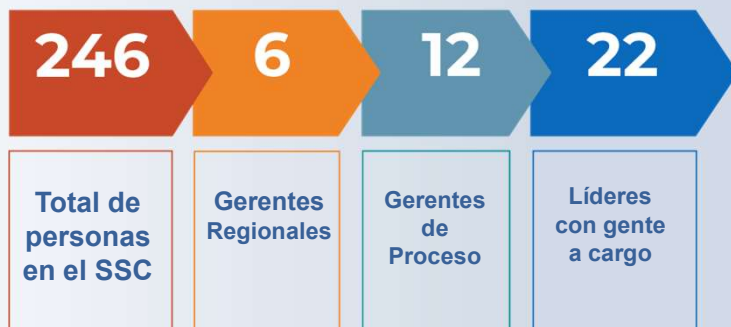 246
6
12
22
Total de
personas
en el SSC
Gerentes
Regionales
Gerentes
de
Proceso
Líderes
con gente
a cargo